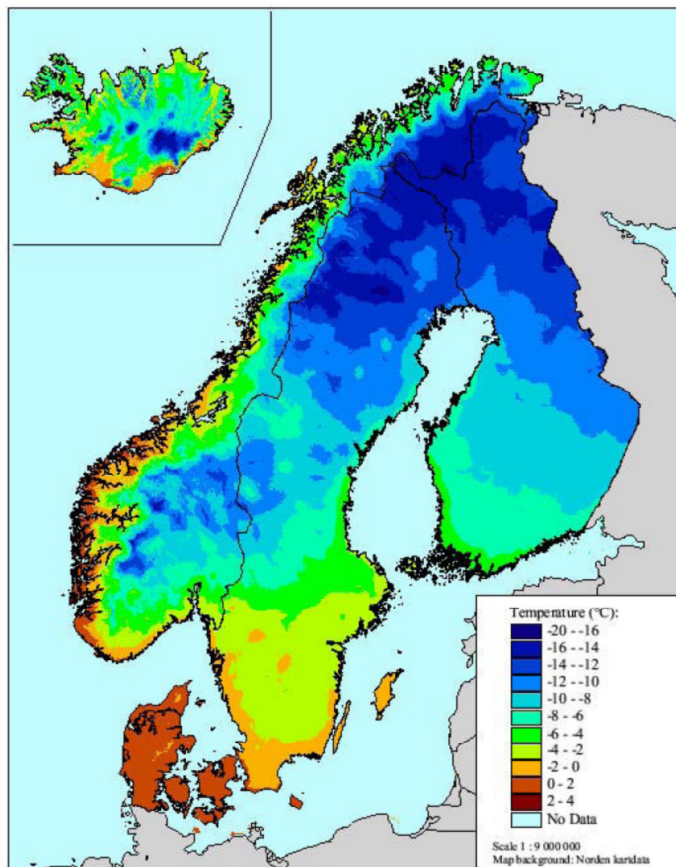 Temperature (°C):
-20 - -16
-16 - -14
-14 - -12
-12 - -10
-10 - -8
-8 - -6
-6 - -4
-4 - -2
-2 - 0
0 - 2
2 - 4
No Data
Scale 1 : 9 000 000
Map background: Norden kartdata